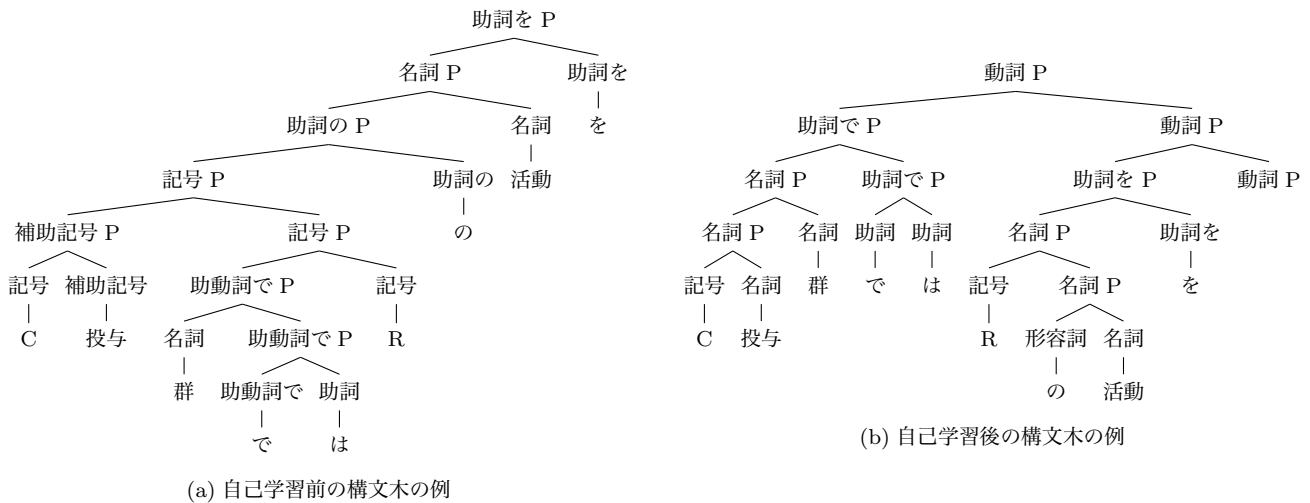 助詞を P
名詞 P 助詞を
助詞の P 名詞 を
記号 P 助詞の 活動
補助記号 P 記号 P の
記号 補助記号 助動詞で P 記号
C 投与 名詞 助動詞で P R
群 助動詞で 助詞
で は
(a) 自己学習前の構文木の例
動詞 P
助詞で P 動詞 P
名詞 P 助詞で P 助詞を P 動詞 P
名詞 P 名詞 助詞 助詞 名詞 P 助詞を
記号 名詞 群 で は 記号 名詞 P を
C 投与 R 形容詞 名詞
の 活動
(b) 自己学習後の構文木の例